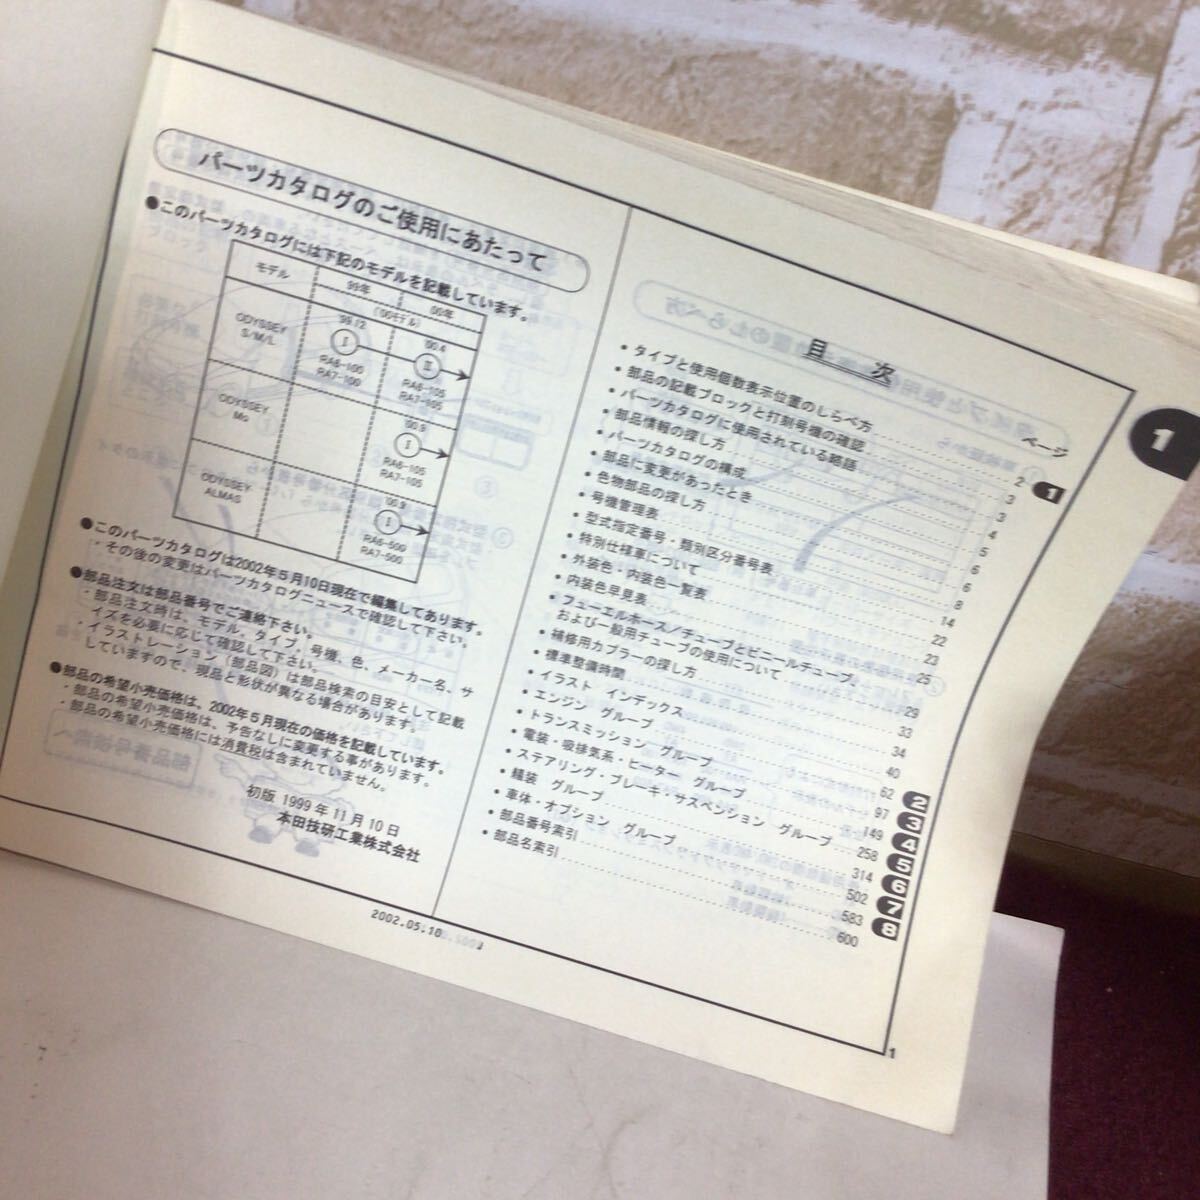 パーツカタログのご使用にあたって
●このパーツカタログには下記のモデルを記載しています。
モデル
99年
00年
('00モデル)
ODYSSEY
S/M/L
'99.12
Ⅰ
RA6-100
RA7-100
'00.4
Ⅱ
RA6-105
RA7-105
ODYSSEY
Mo
'00.9
Ⅰ
RA6-105
RA7-105
ODYSSEY
ALMAS
'00.9
Ⅰ
RA6-500
RA7-500
●このパーツカタログは2002年5月10日現在で編集してあります。
・その後の変更はパーツカタログニュースで確認して下さい。
●部品注文は部品番号でご連絡下さい。
・部品注文時は、モデル、タイプ、号機、色、メーカー名、サ
イズを必要に応じて確認して下さい。
・イラストレーション（部品図）は部品検索の目安として記載
していますので、現品と形状が異なる場合があります。
●部品の希望小売価格は、2002年5月現在の価格を記載しています。
・部品の希望小売価格は、予告なしに変更する事があります。
・部品の希望小売価格には消費税は含まれていません。
初版 1999年11月10日
本田技研工業株式会社
2002.05.10
目 次
ページ
・タイプと使用個数表示位置のしらべ方 2
・部品の記載ブロックと打刻号機の確認 3
・パーツカタログに使用されている略語 3
・部品情報の探し方 4
・パーツカタログの構成 5
・部品に変更があったとき 6
・色物部品の探し方 6
・号機管理表 8
・型式指定番号・類別区分番号表 14
・特別仕様車について 22
・外装色・内装色一覧表 23
・内装色早見表 25
・フューエルホース／チューブとビニールチューブ
および一般用チューブの使用について 29
・補修用カプラーの探し方 33
・標準整備時間 34
・イラスト インデックス 40
・エンジン グループ 62
・トランスミッション グループ 97
・電装・吸排気系・ヒーター グループ 149
・ステアリング・ブレーキ・サスペンション グループ 258
・艤装 グループ 314
・車体・オプション グループ 502
・部品番号索引 583
・部品名索引 600
1
2
3
4
5
6
7
8
1
1